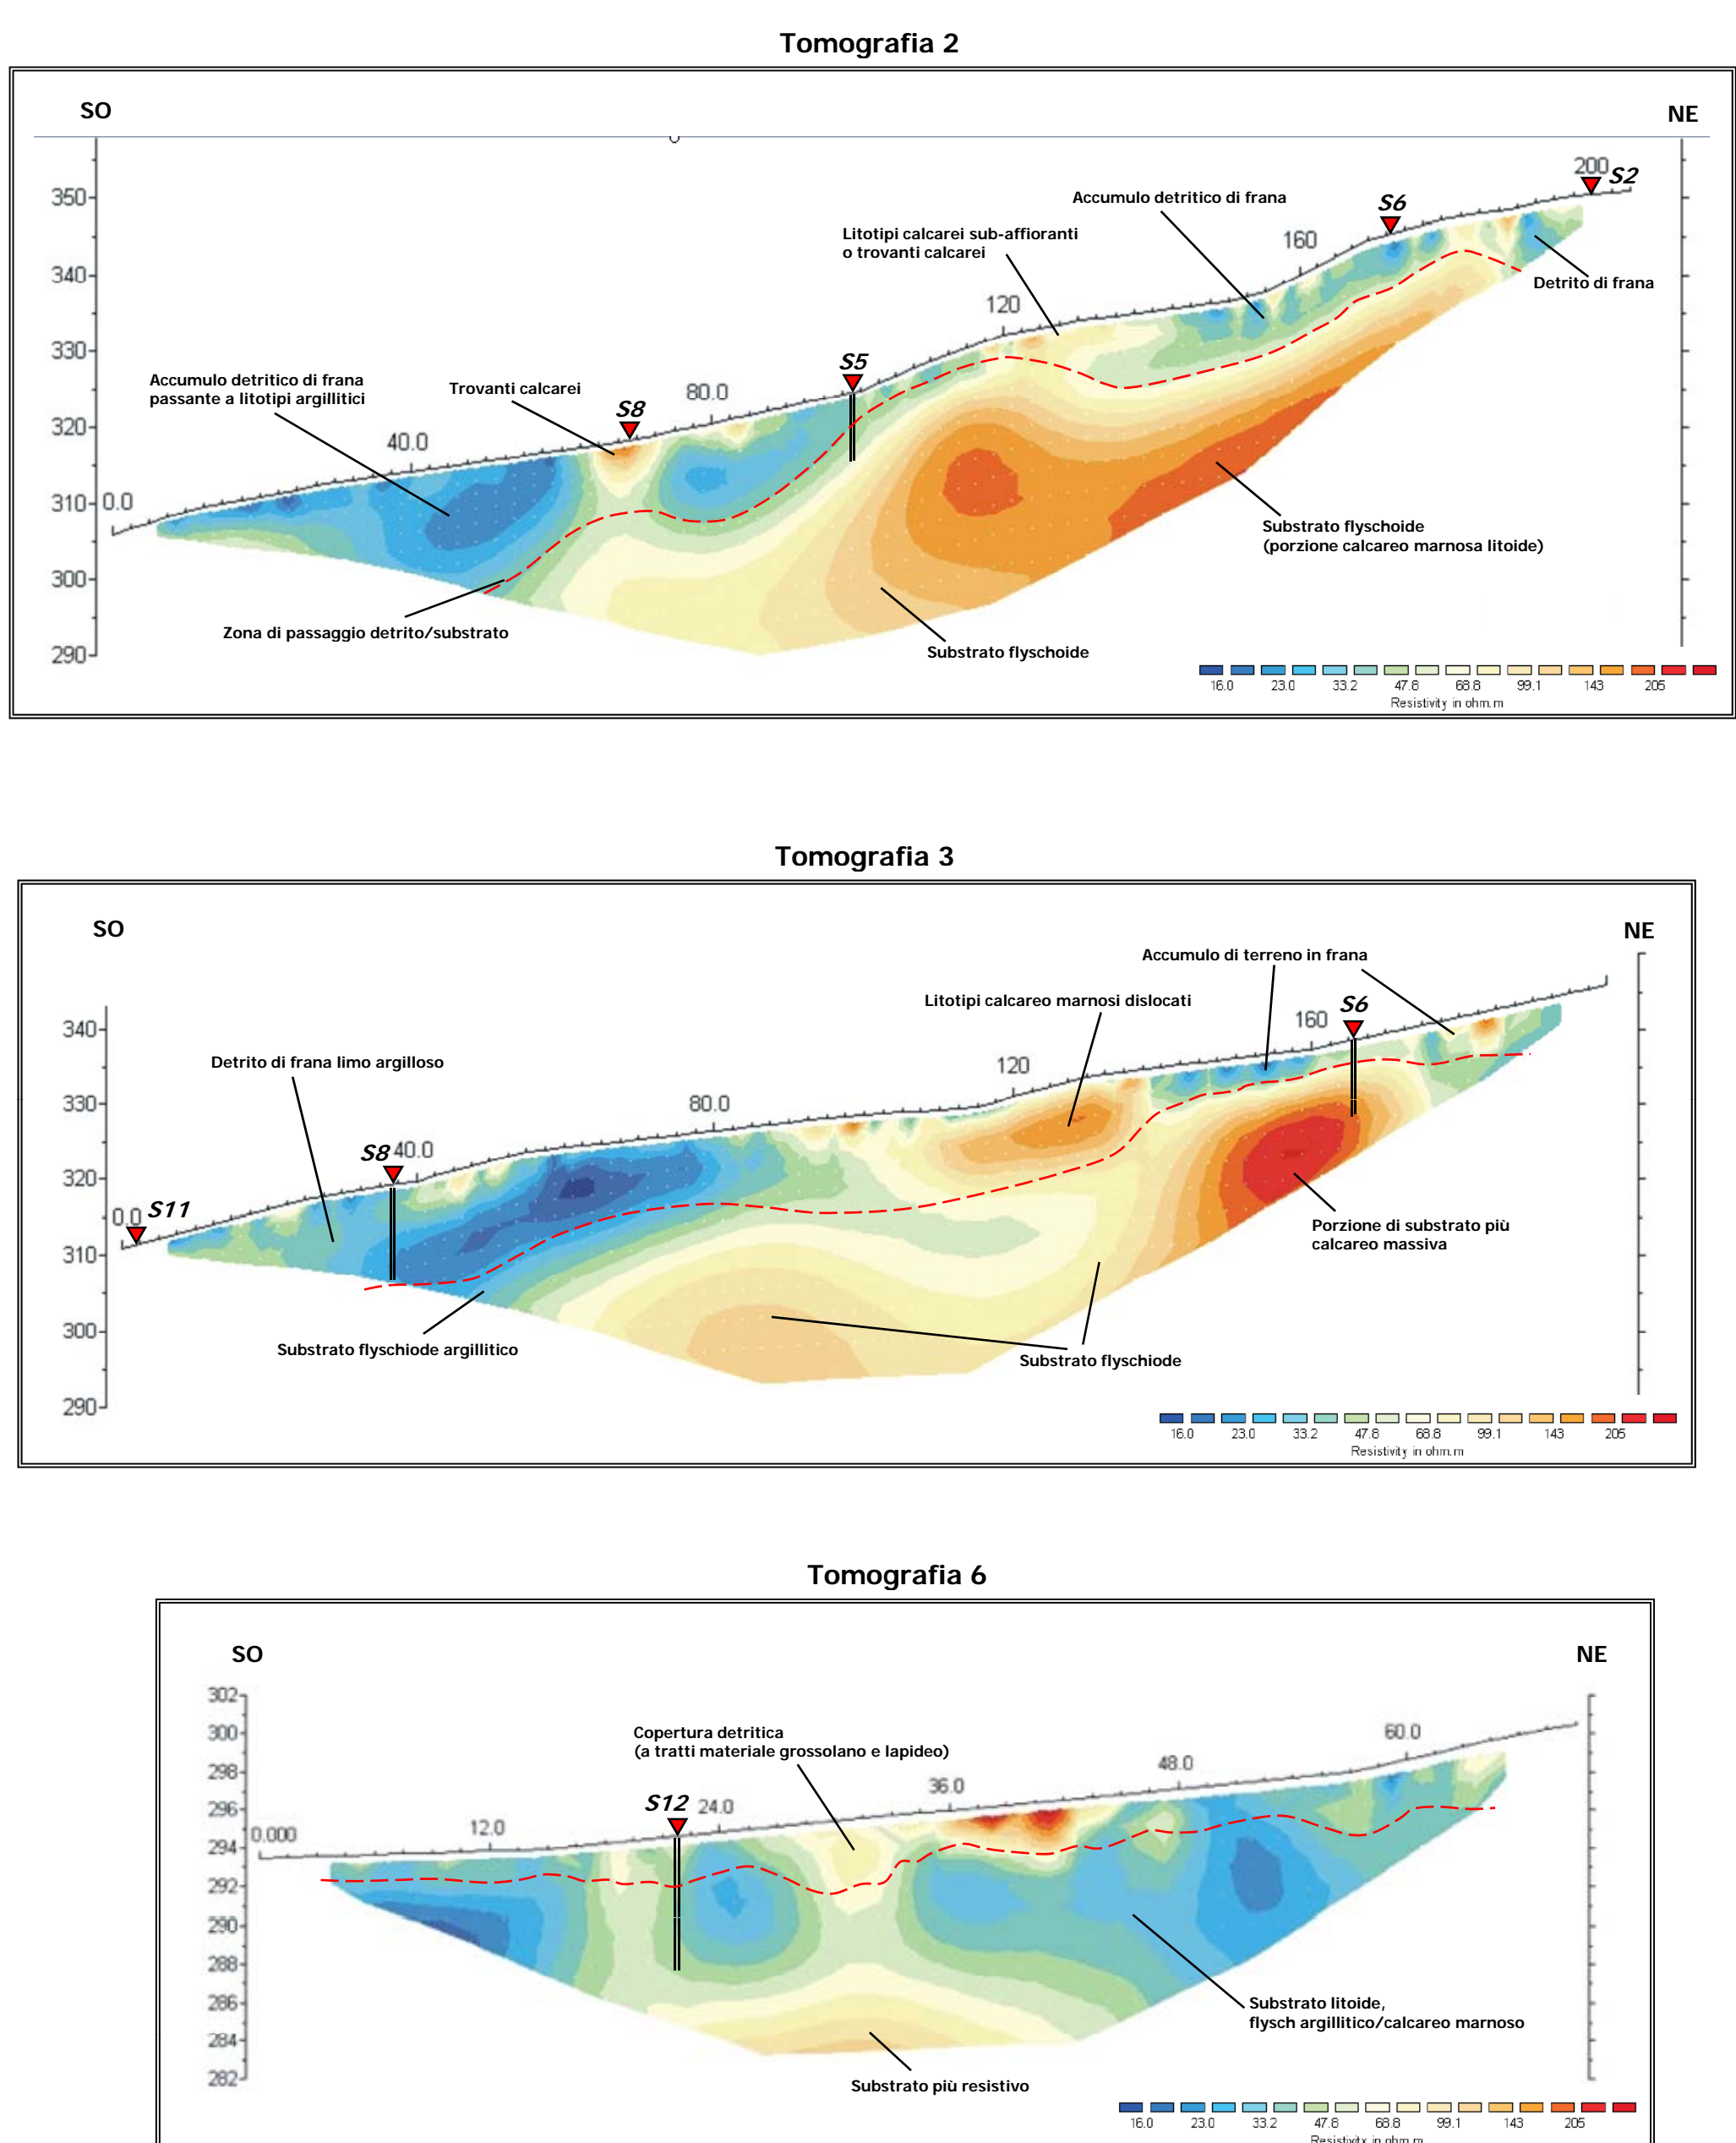 Tomografia 2
SO
NE
350
340
330
320
310
300
290
0.0
40.0
80.0
120
160
200
S8
S5
S6
S2
Accumulo detritico di frana
Litotipi calcarei sub-affioranti
o trovanti calcarei
Detrito di frana
Accumulo detritico di frana
passante a litotipi argillitici
Trovanti calcarei
Substrato flyschoide
(porzione calcareo marnosa litoide)
Zona di passaggio detrito/substrato
Substrato flyschoide
16.0 23.0 33.2 47.8 68.8 99.1 143 205
Resistivity in ohm.m
Tomografia 3
SO
NE
340
330
320
310
300
290
0.0
40.0
80.0
120
160
S11
S8
S6
Accumulo di terreno in frana
Litotipi calcareo marnosi dislocati
Detrito di frana limo argilloso
Porzione di substrato più
calcareo massiva
Substrato flyschiode argillitico
Substrato flyschiode
16.0 23.0 33.2 47.8 68.8 99.1 143 205
Resistivity in ohm.m
Tomografia 6
SO
NE
302
300
298
296
294
292
290
288
286
284
282
0.000
12.0
24.0
36.0
48.0
60.0
S12
Copertura detritica
(a tratti materiale grossolano e lapideo)
Substrato litoide,
flysch argillitico/calcareo marnoso
Substrato più resistivo
16.0 23.0 33.2 47.8 68.8 99.1 143 205
Resistivity in ohm.m